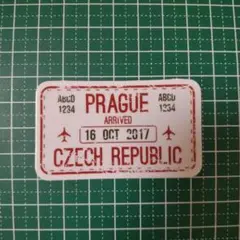 ABCD PRAGUE ABCD
1234 1234
ARRIVED
16 OCT 2017
CZECH REPUBLIC